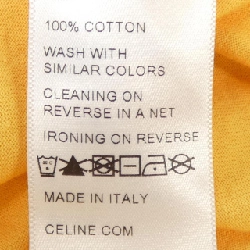 100% COTTON
WASH WITH
SIMILAR COLORS
CLEANING ON
REVERSE IN A NET
IRONING ON REVERSE
MADE IN ITALY
CELINE.COM